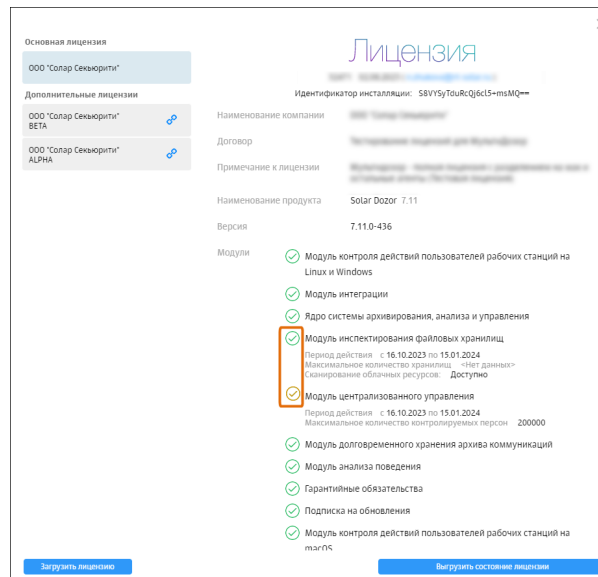 Основная лицензия
ООО "Солар Секьюрити"
Дополнительные лицензии
ООО "Солар Секьюрити"
BETA
ООО "Солар Секьюрити"
ALPHA
Лицензия
Идентификатор инсталляции: S8VYSyTduRcQj6cl5+msMQ==
Наименование компании
Договор
Примечание к лицензии
Наименование продукта Solar Dozor 7.11
Версия 7.11.0-436
Модули
Модуль контроля действий пользователей рабочих станций на
Linux и Windows
Модуль интеграции
Ядро системы архивирования, анализа и управления
Модуль инспектирования файловых хранилищ
Период действия с 16.10.2023 по 15.01.2024
Максимальное количество хранилищ <Нет данных>
Сканирование облачных ресурсов: Доступно
Модуль централизованного управления
Период действия с 16.10.2023 по 15.01.2024
Максимальное количество контролируемых персон 200000
Модуль долговременного хранения архива коммуникаций
Модуль анализа поведения
Гарантийные обязательства
Подписка на обновления
Модуль контроля действий пользователей рабочих станций на
macOS
Загрузить лицензию
Выгрузить состояние лицензии